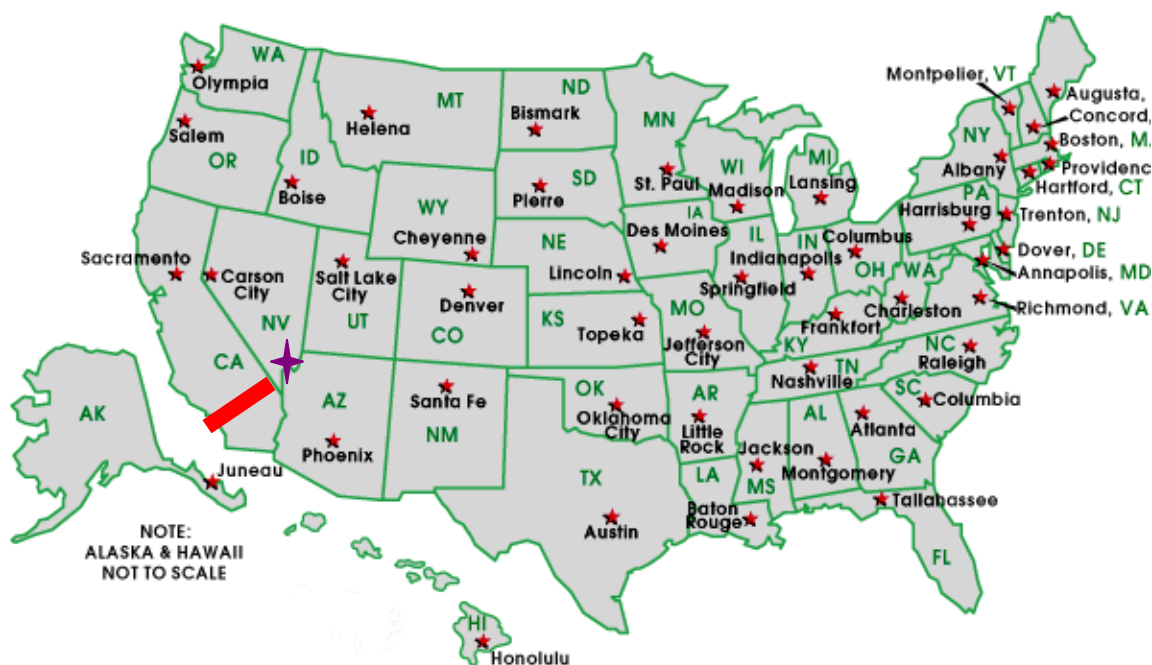 WA
Olympia
MT
Helena
ND
Bismark
MN
Montpelier, VT
Augusta,
Concord,
Boston, M
Salem
OR
ID
Boise
SD
Pierre
St. Paul
WI
Madison
MI
Lansing
NY
Albany
Providenc
Hartford, CT
WY
Cheyenne
NE
Lincoln
IA
Des Moines
IL
Springfield
IN
Indianapolis
Columbus
OH
PA
Harrisburg
Trenton, NJ
Dover, DE
Annapolis, MD
Sacramento
Carson
City
NV
Salt Lake
City
UT
Denver
CO
KS
Topeka
MO
Jefferson
City
KY
Frankfort
WA
Charleston
Richmond, VA
CA
AZ
Phoenix
Santa Fe
NM
OK
Oklahoma
City
AR
Little
Rock
TN
Nashville
NC
Raleigh
SC
Columbia
AK
Juneau
TX
Austin
LA
Baton
Rouge
Jackson
MS
AL
Montgomery
Atlanta
GA
Tallahassee
FL
NOTE:
ALASKA & HAWAII
NOT TO SCALE
HI
Honolulu